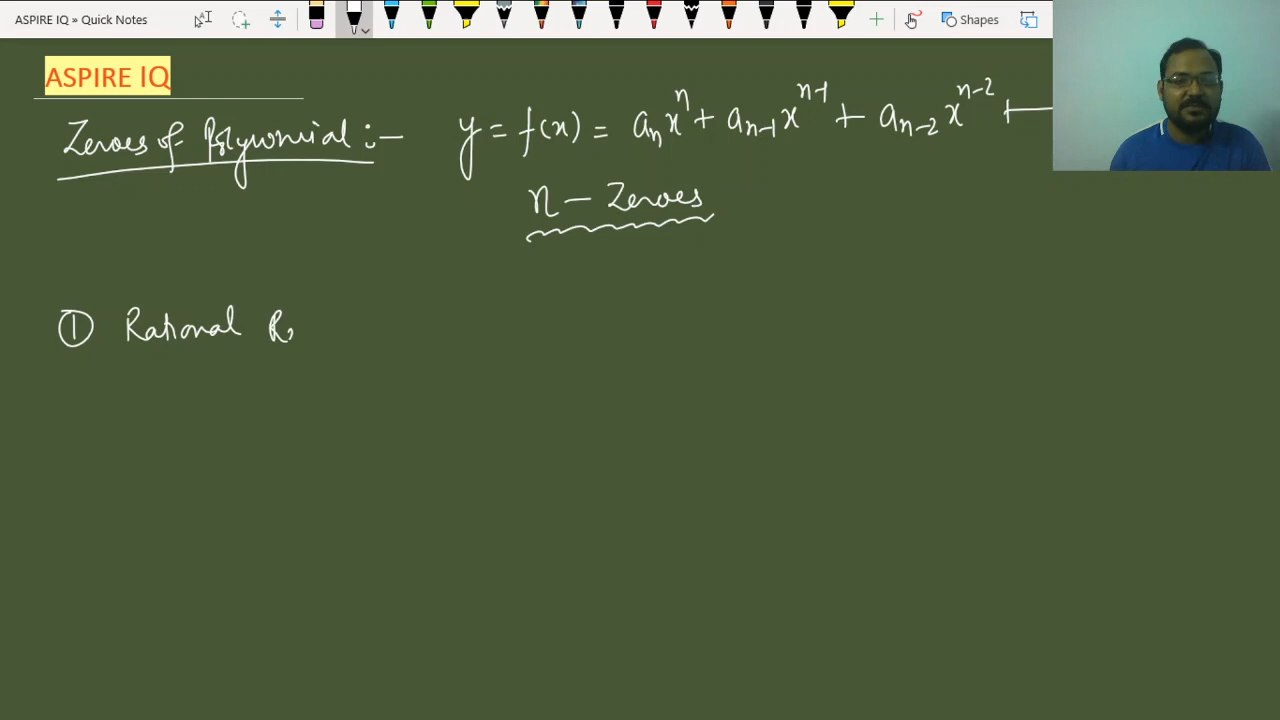 ASPIRE IQ » Quick Notes
Shapes
ASPIRE IQ
Zeroes of Polynomial :- y = f(x) = aₙxⁿ + aₙ₋₁xⁿ⁻¹ + aₙ₋₂xⁿ⁻² +
n - Zeroes
① Rational